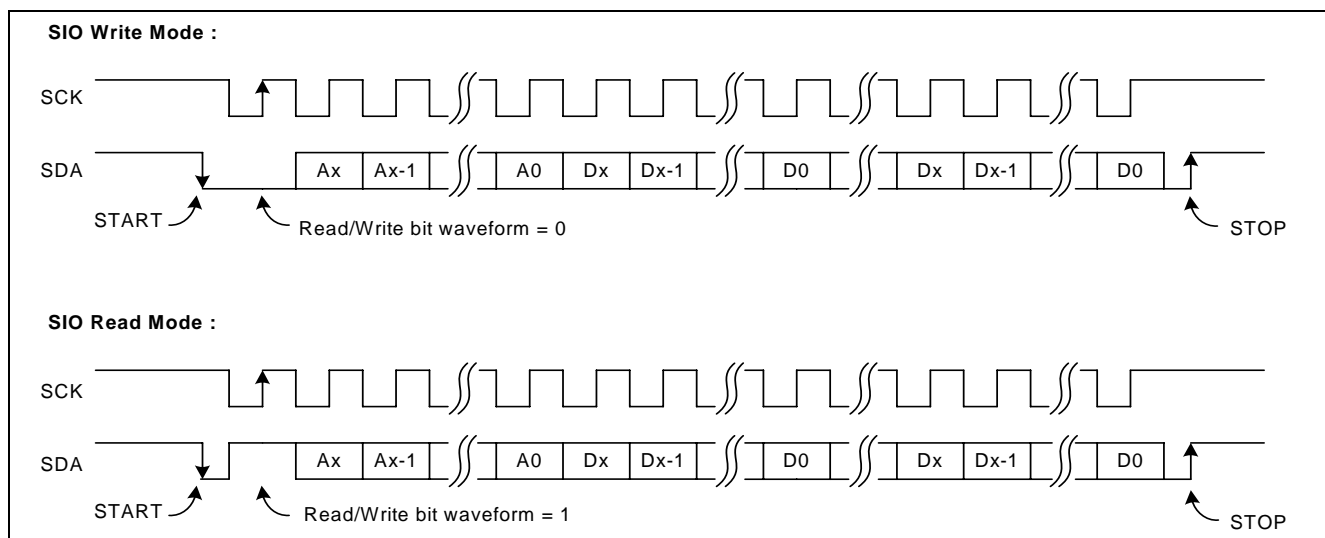 SIO Write Mode :
SCK
SDA Ax Ax-1 A0 Dx Dx-1 D0 Dx Dx-1 D0
START Read/Write bit waveform = 0 STOP
SIO Read Mode :
SCK
SDA Ax Ax-1 A0 Dx Dx-1 D0 Dx Dx-1 D0
START Read/Write bit waveform = 1 STOP